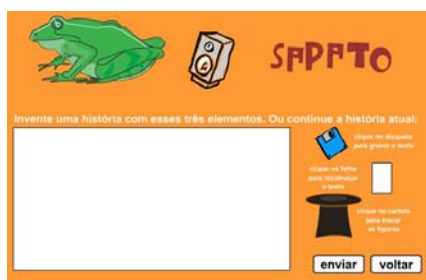 SAPATO
Invente uma história com esses três elementos. Ou continue a história atual:
clique no disquete
para gravar o texto
clique na folha
para recomeçar
o texto
clique na cartola
para trocar
as figuras
enviar
voltar